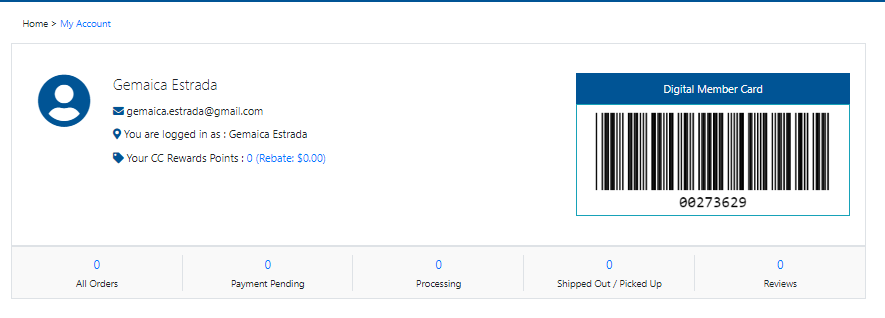 Home > My Account
Gemaica Estrada
gemaica.estrada@gmail.com
You are logged in as : Gemaica Estrada
Your CC Rewards Points : 0 (Rebate: $0.00)
Digital Member Card
00273629
0
All Orders
0
Payment Pending
0
Processing
0
Shipped Out / Picked Up
0
Reviews